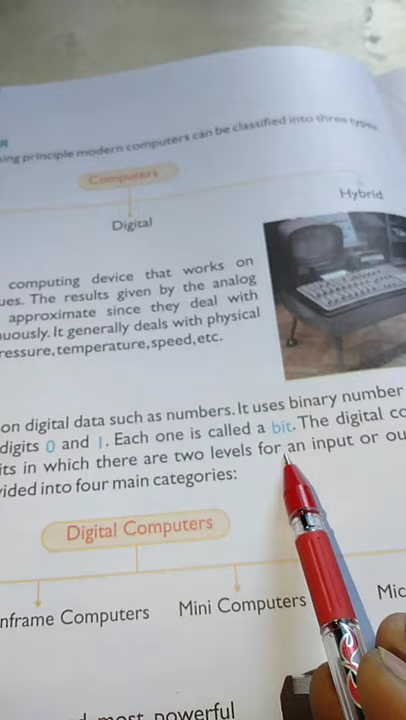 R
ing principle modern computers can be classified into three types
Computers
Digital
Hybrid
computing device that works on
ues. The results given by the analog
approximate since they deal with
uously. It generally deals with physical
ressure, temperature, speed, etc.
on digital data such as numbers. It uses binary number
digits 0 and 1. Each one is called a bit. The digital co
its in which there are two levels for an input or ou
vided into four main categories:
Digital Computers
nframe Computers
Mini Computers
Mic
d most powerful